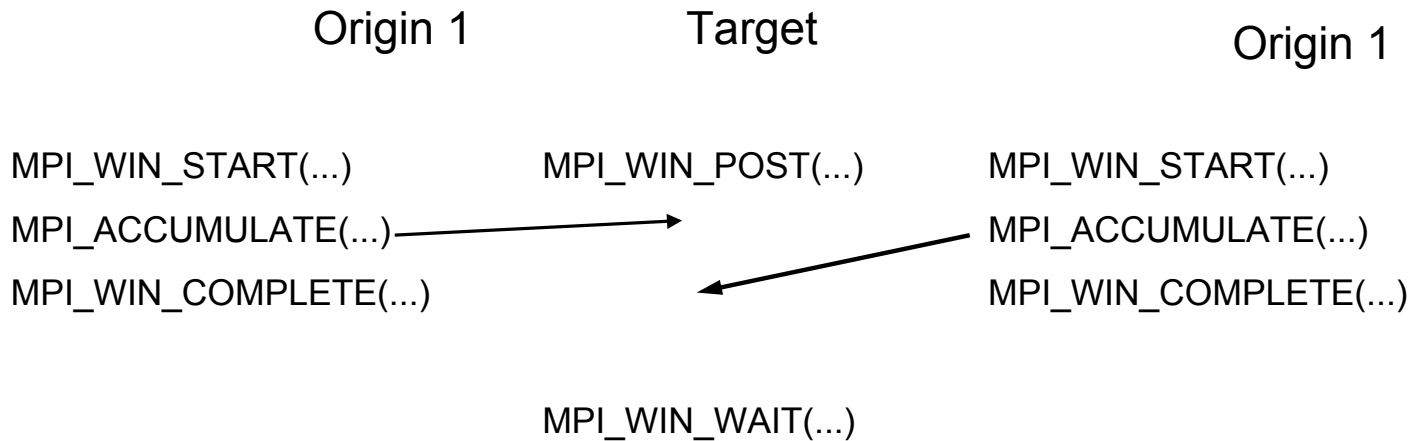 Origin 1 Target Origin 1
MPI_WIN_START(...) MPI_WIN_POST(...) MPI_WIN_START(...)
MPI_ACCUMULATE(...) MPI_ACCUMULATE(...)
MPI_WIN_COMPLETE(...) MPI_WIN_COMPLETE(...)
MPI_WIN_WAIT(...)